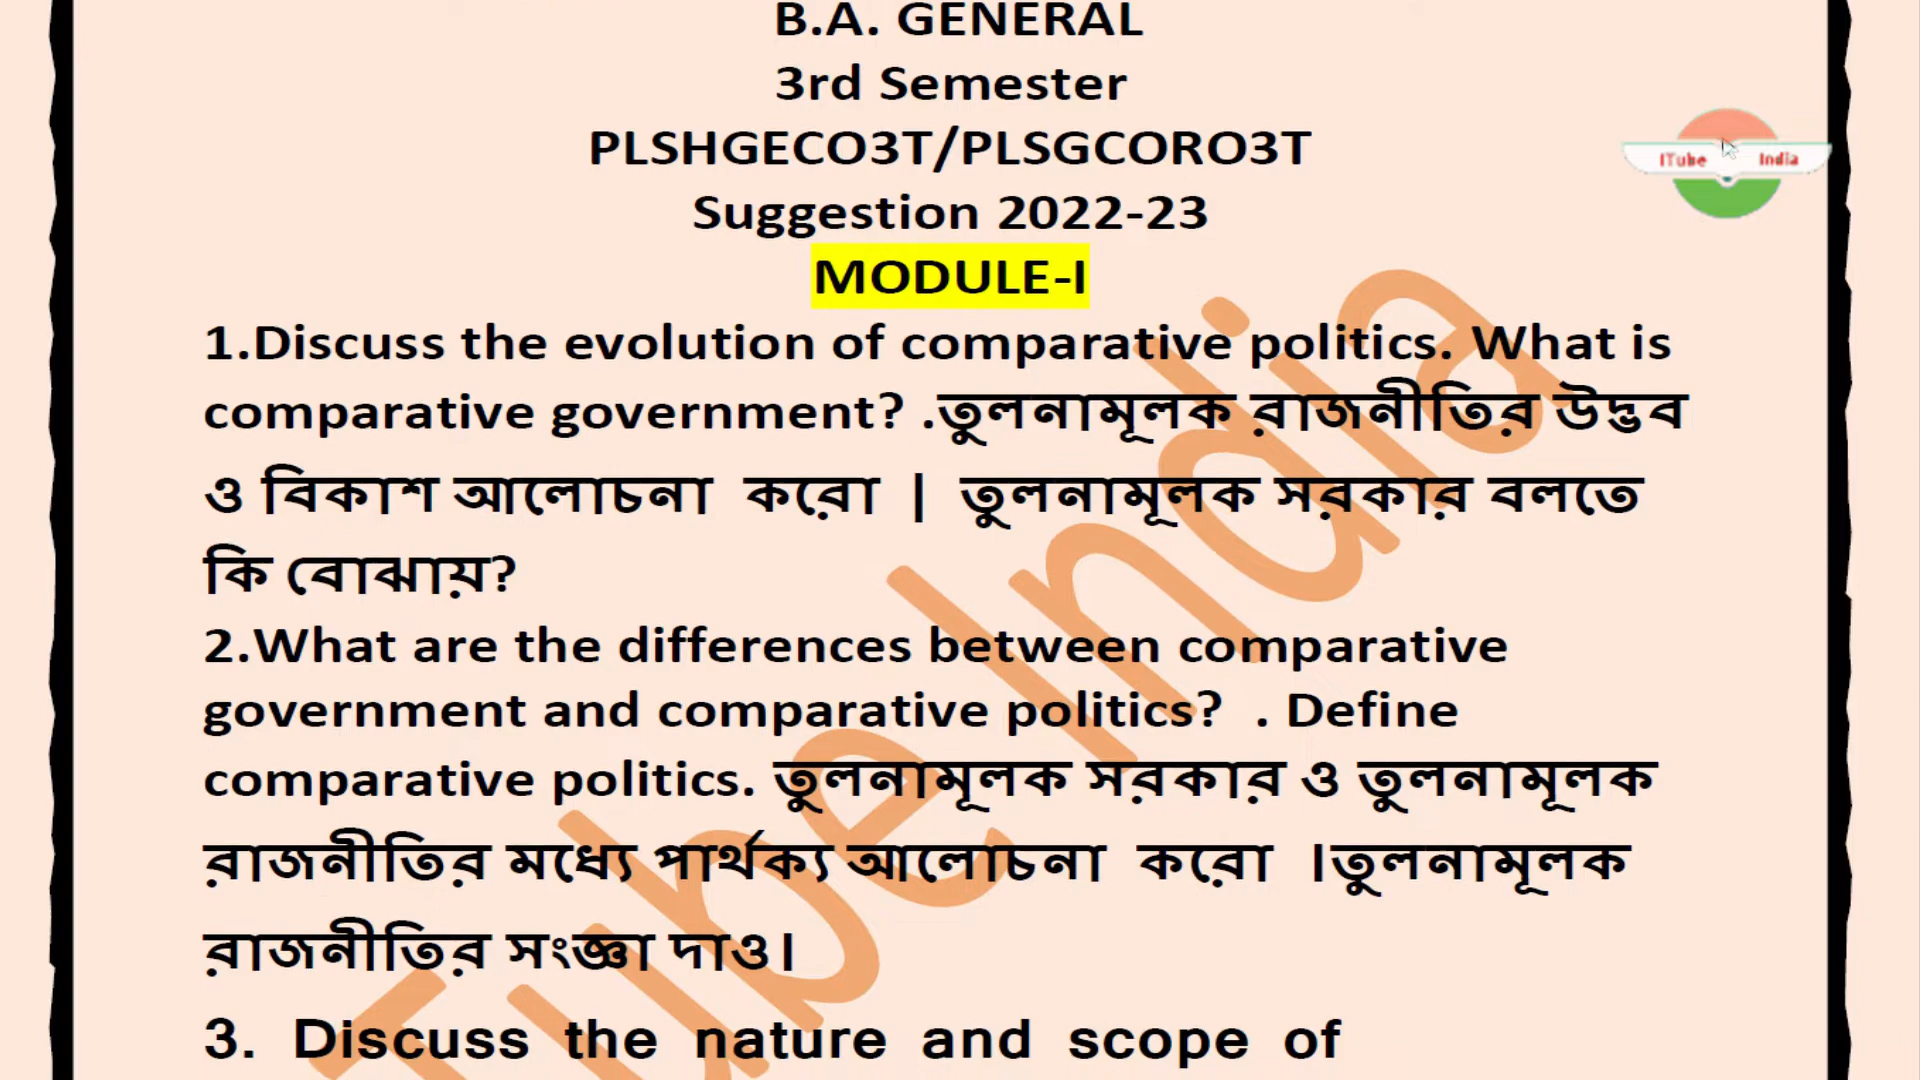 B.A. GENERAL
3rd Semester
PLSHGECO3T/PLSGCORO3T
Suggestion 2022-23
ITube India
MODULE-I
1.Discuss the evolution of comparative politics. What is
comparative government? .তুলনামূলক রাজনীতির উদ্ভব
ও বিকাশ আলোচনা করো | তুলনামূলক সরকার বলতে
কি বোঝায়?
2.What are the differences between comparative
government and comparative politics? . Define
comparative politics. তুলনামূলক সরকার ও তুলনামূলক
রাজনীতির মধ্যে পার্থক্য আলোচনা করো ।তুলনামূলক
রাজনীতির সংজ্ঞা দাও।
3. Discuss the nature and scope of
ITube India